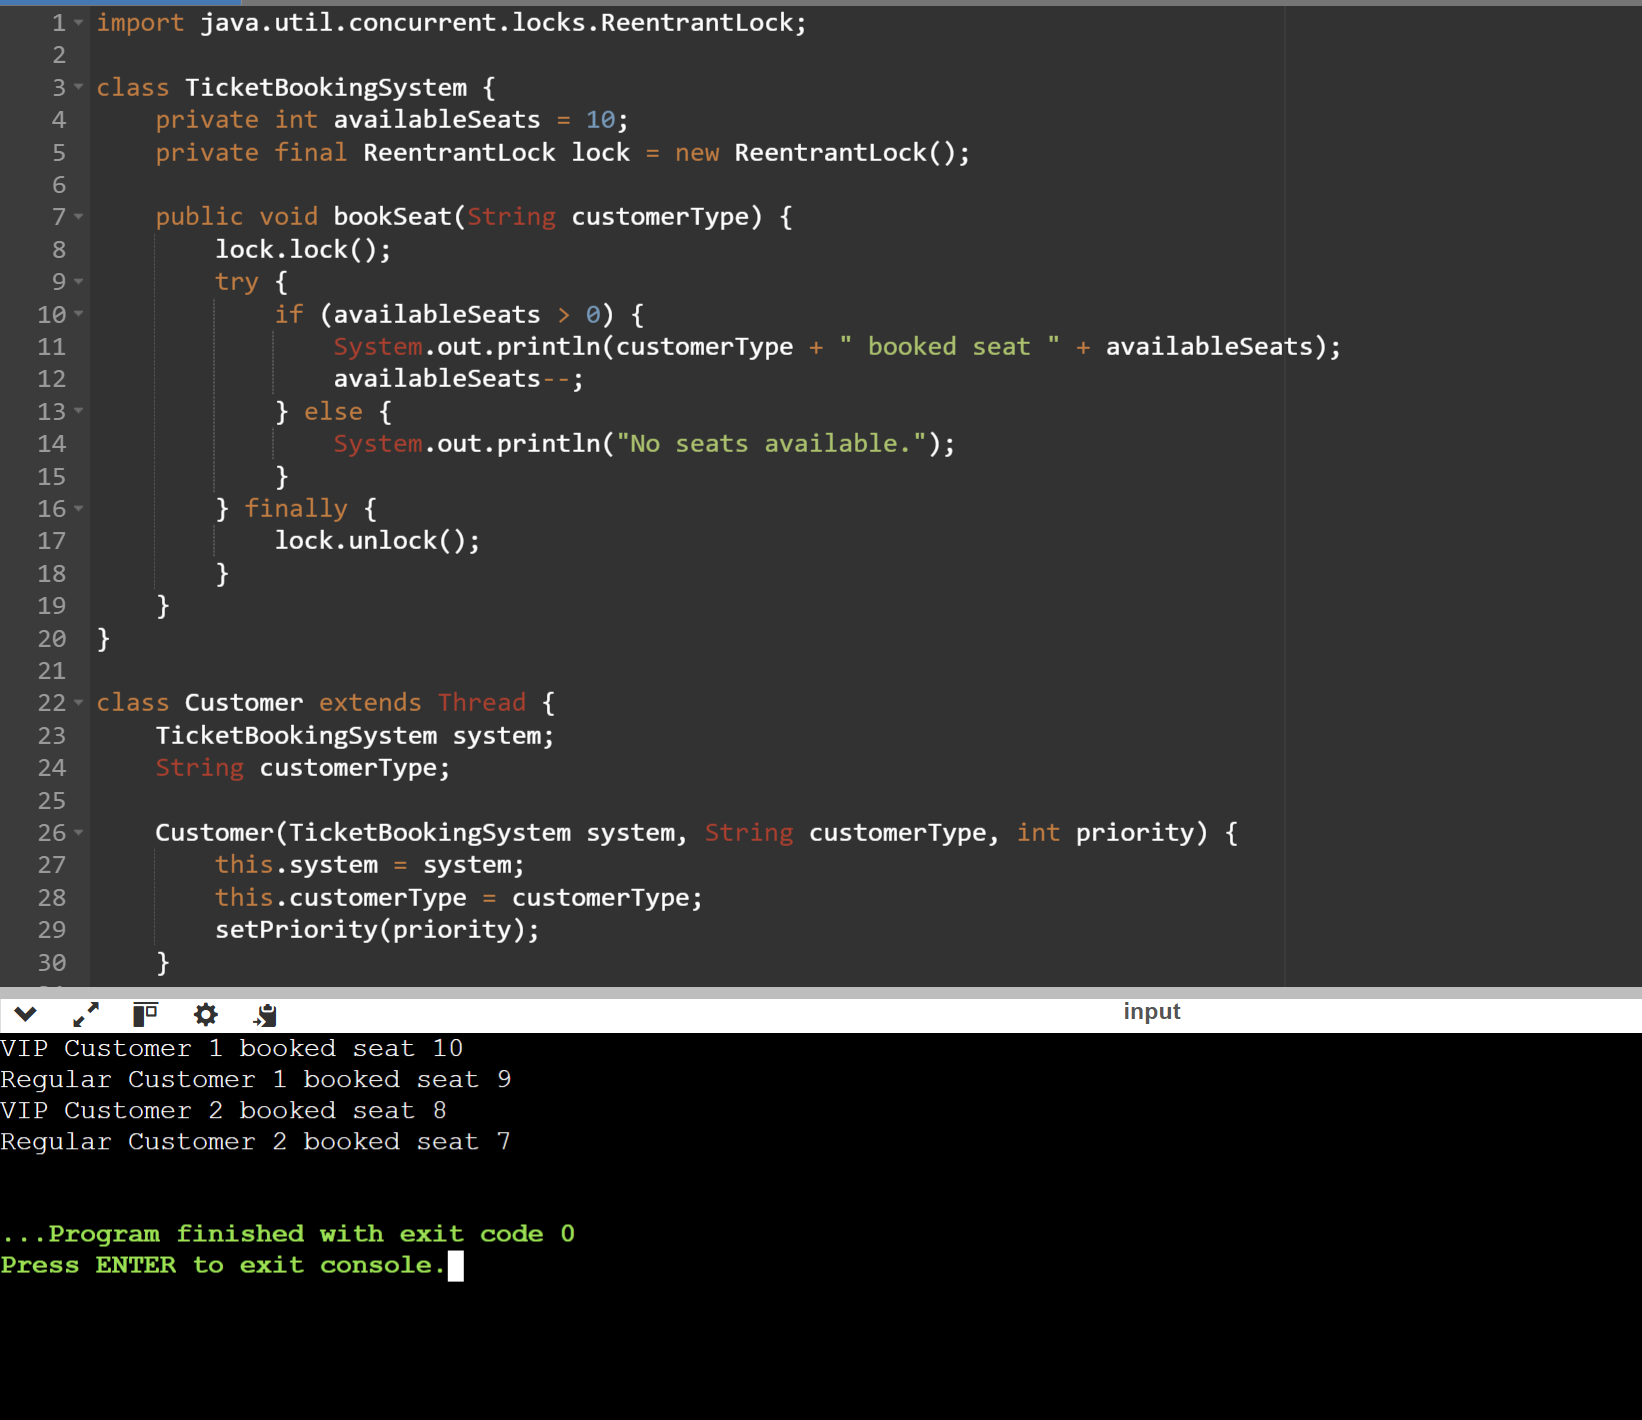 1 import java.util.concurrent.locks.ReentrantLock;
2
3 class TicketBookingSystem {
4     private int availableSeats = 10;
5     private final ReentrantLock lock = new ReentrantLock();
6
7     public void bookSeat(String customerType) {
8         lock.lock();
9         try {
10             if (availableSeats > 0) {
11                 System.out.println(customerType + " booked seat " + availableSeats);
12                 availableSeats--;
13             } else {
14                 System.out.println("No seats available.");
15             }
16         } finally {
17             lock.unlock();
18         }
19     }
20 }
21
22 class Customer extends Thread {
23     TicketBookingSystem system;
24     String customerType;
25
26     Customer(TicketBookingSystem system, String customerType, int priority) {
27         this.system = system;
28         this.customerType = customerType;
29         setPriority(priority);
30     }
input
VIP Customer 1 booked seat 10
Regular Customer 1 booked seat 9
VIP Customer 2 booked seat 8
Regular Customer 2 booked seat 7
...Program finished with exit code 0
Press ENTER to exit console.